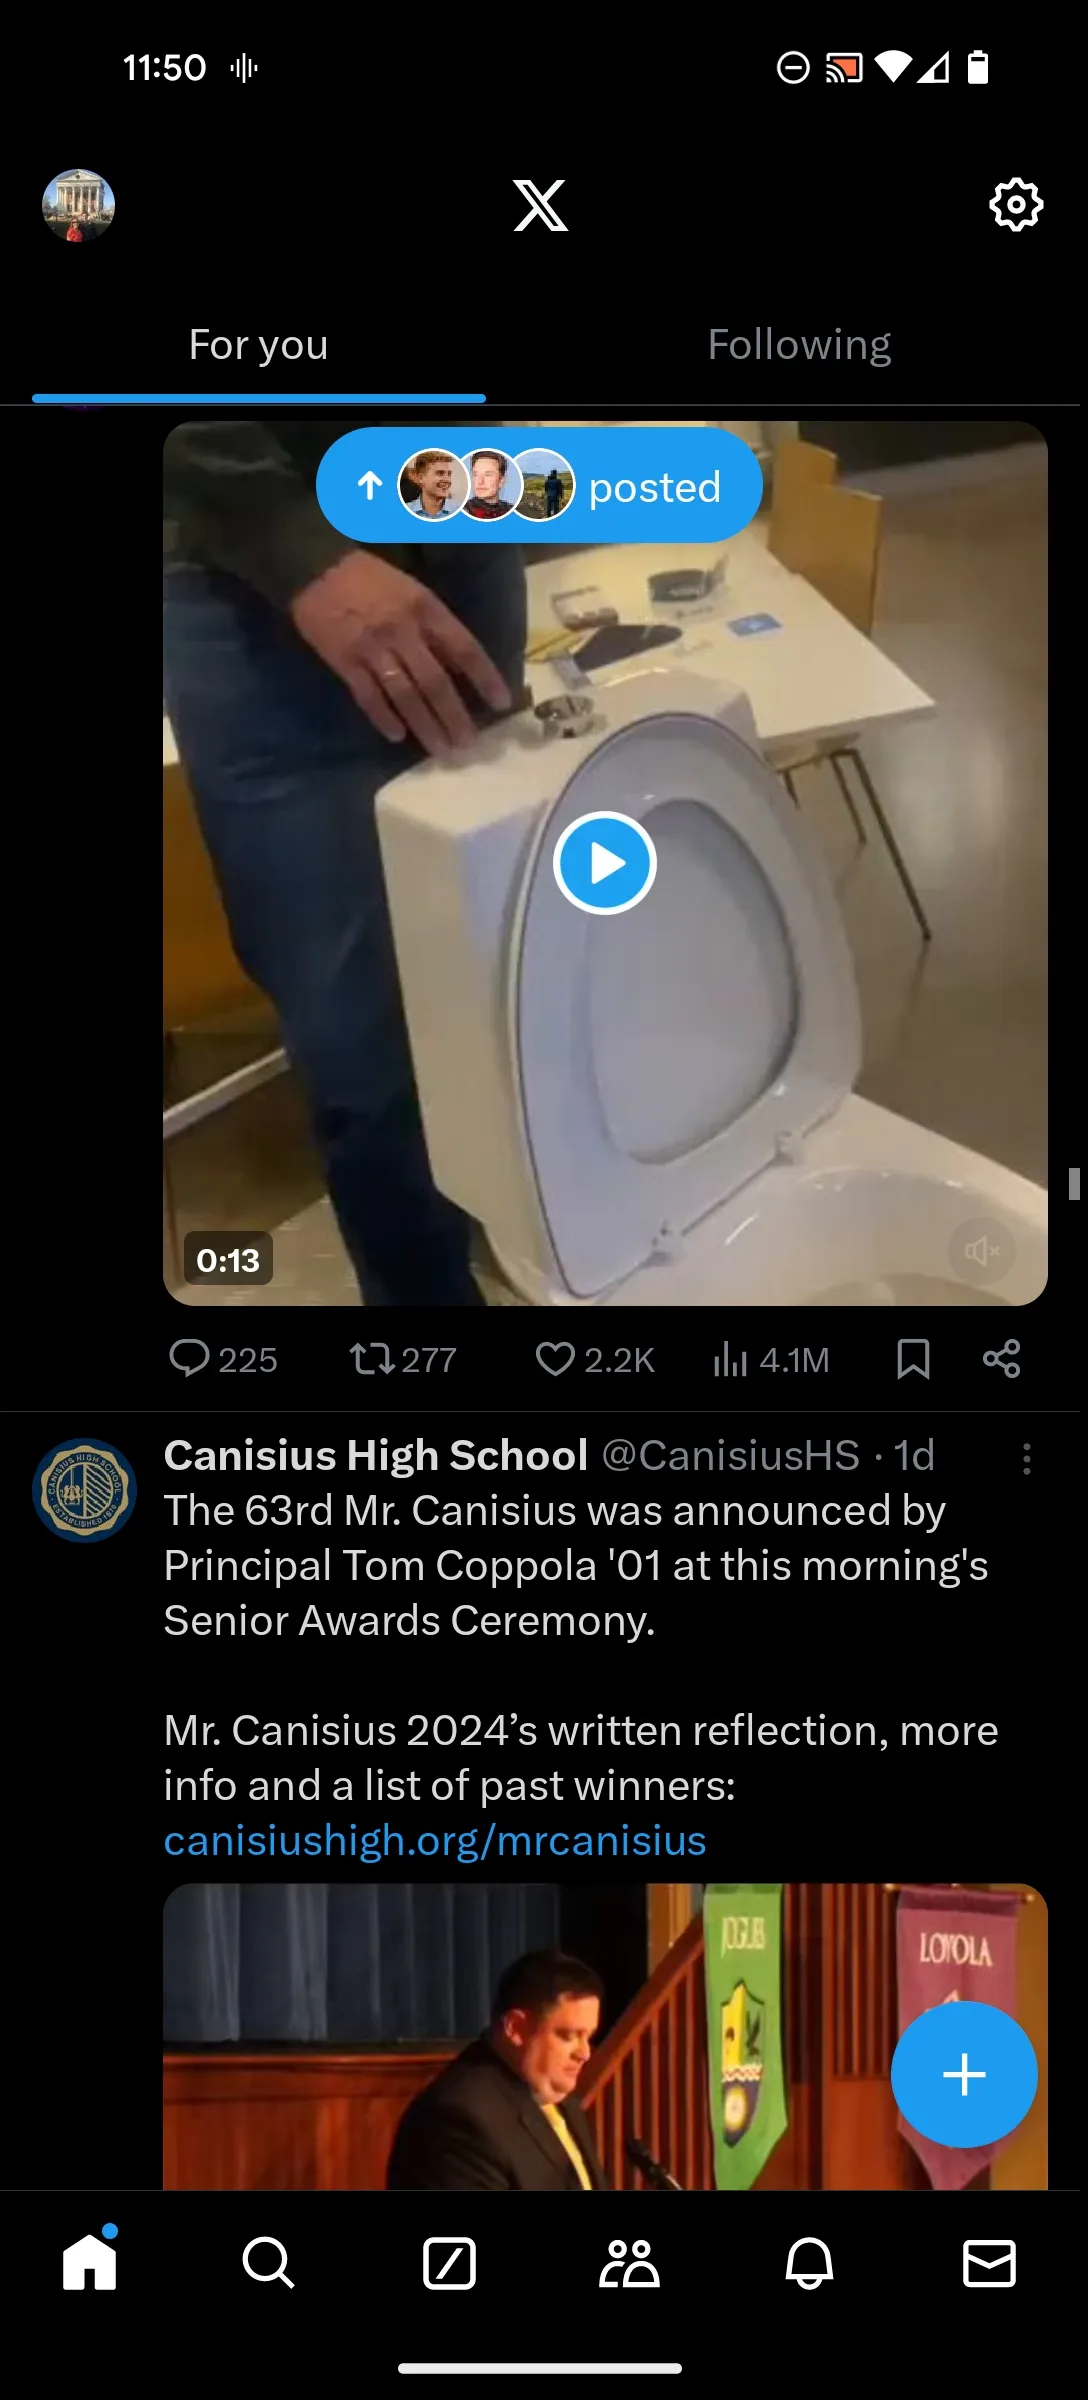 11:50
For you
Following
posted
0:13
225
277
2.2K
4.1M
Canisius High School @CanisiusHS · 1d
The 63rd Mr. Canisius was announced by
Principal Tom Coppola '01 at this morning's
Senior Awards Ceremony.
Mr. Canisius 2024’s written reflection, more
info and a list of past winners:
canisiushigh.org/mrcanisius
JOGUES
LOYOLA